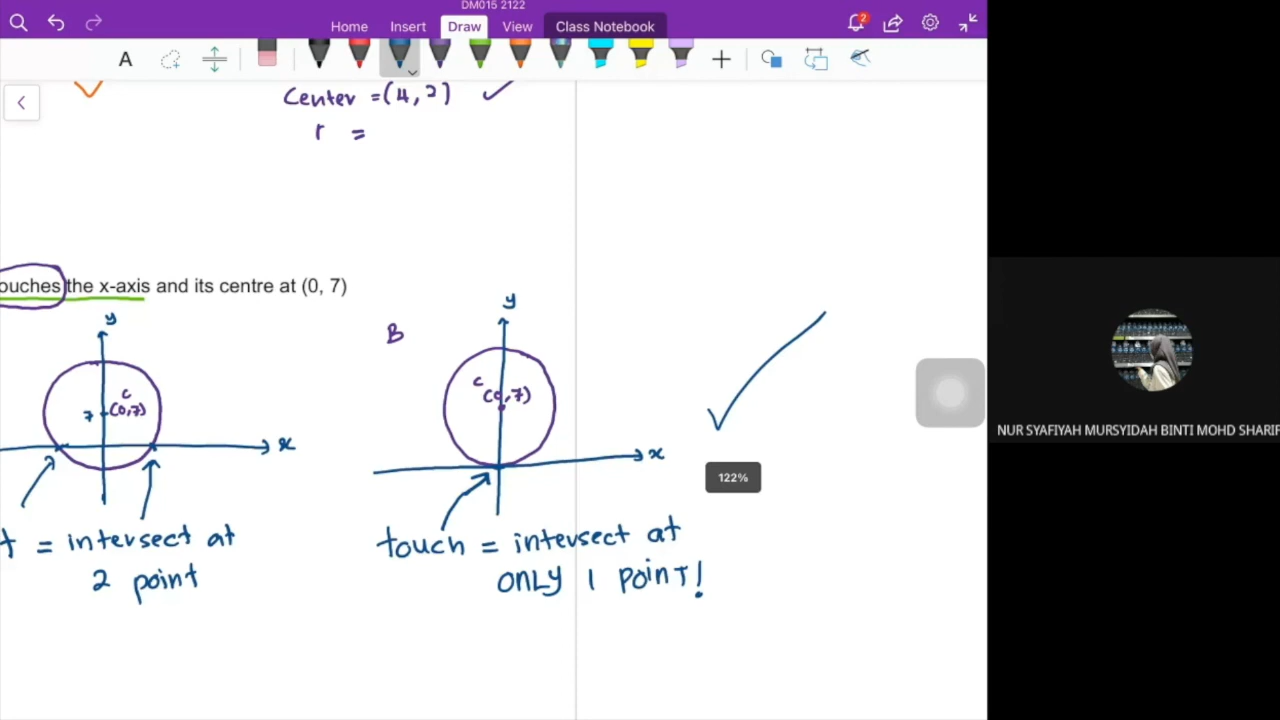 DM015 2122
Home Insert Draw View Class Notebook
2
A
Center = (4, 2)
r =
ouches the x-axis and its centre at (0, 7)
y
C
(0,7)
7
x
t = intersect at
2 point
B
y
C
(0,7)
x
touch = intersect at
ONLY 1 POINT!
122%
NUR SYAFIYAH MURSYIDAH BINTI MOHD SHARIF